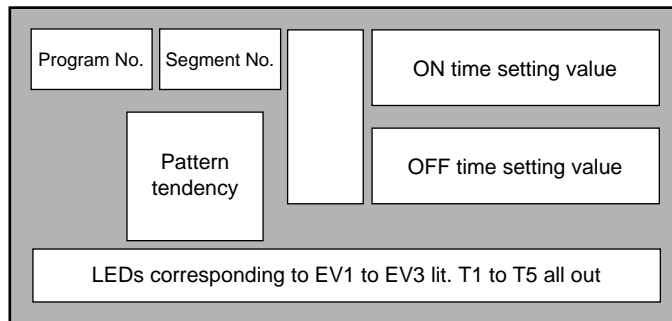 Program No.
Segment No.
ON time setting value
OFF time setting value
Pattern
tendency
LEDs corresponding to EV1 to EV3 lit. T1 to T5 all out